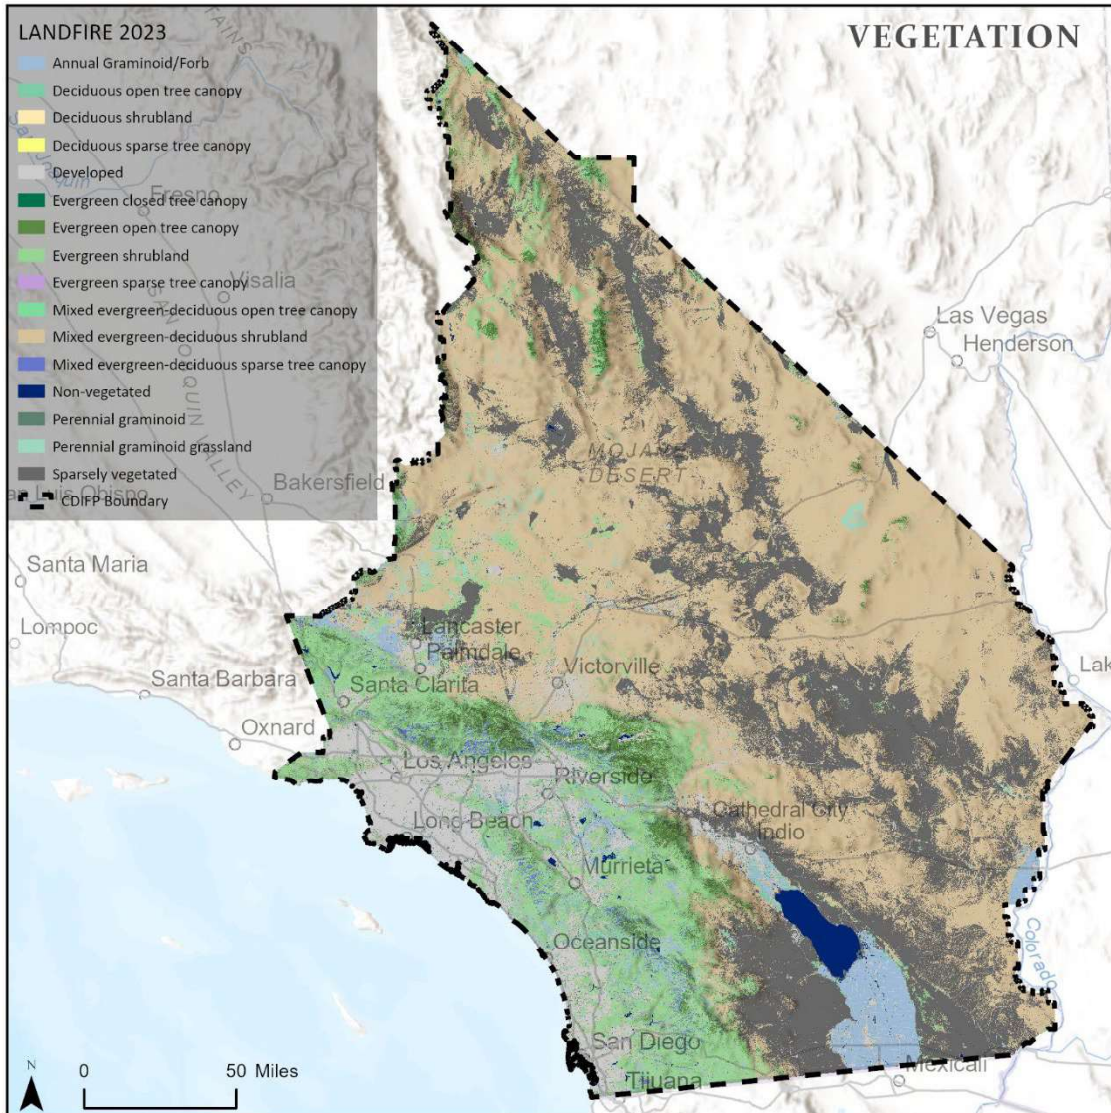 VEGETATION
LANDFIRE 2023
Annual Graminoid/Forb
Deciduous open tree canopy
Deciduous shrubland
Deciduous sparse tree canopy
Developed
Evergreen closed tree canopy
Evergreen open tree canopy
Evergreen shrubland
Evergreen sparse tree canopy
Mixed evergreen-deciduous open tree canopy
Mixed evergreen-deciduous shrubland
Mixed evergreen-deciduous sparse tree canopy
Non-vegetated
Perennial graminoid
Perennial graminoid grassland
Sparsely vegetated
CDIFP Boundary
Fresno
Visalia
SAN JOAQUIN VALLEY
Bakersfield
Las Vegas
Henderson
MOJAVE
DESERT
Santa Maria
Lompoc
Santa Barbara
Oxnard
Lancaster
Palmdale
Santa Clarita
Victorville
Lak
Los Angeles
Riverside
Long Beach
Cathedral City
Indio
Murrieta
Oceanside
Colorado
San Diego
Tijuana
Mexicali
N
0 50 Miles